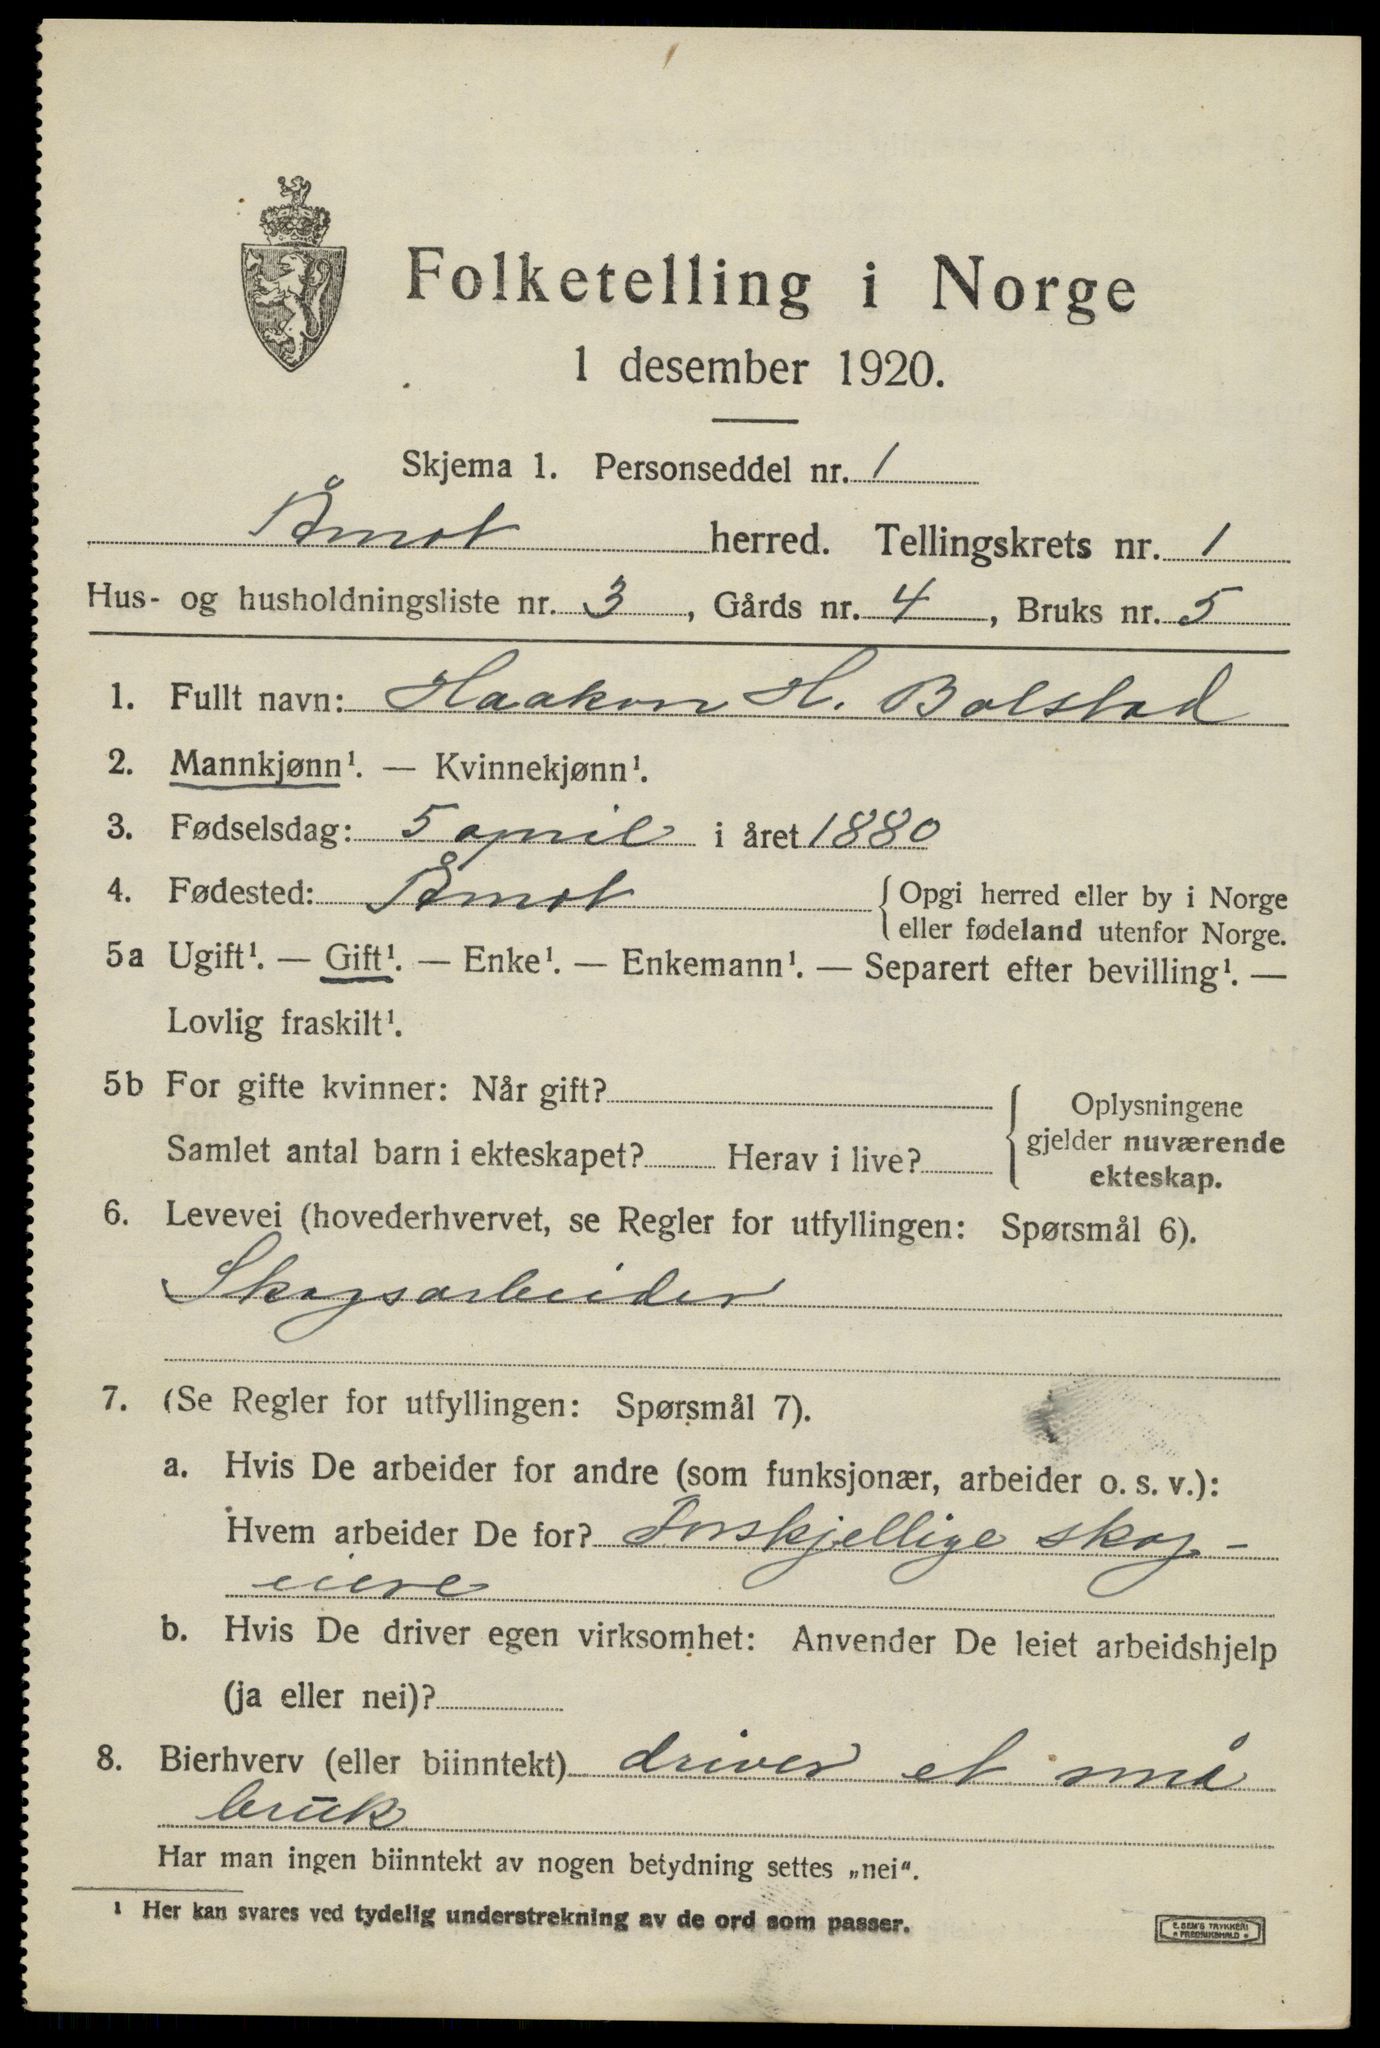 Folketelling i Norge
1 desember 1920.
Skjema 1. Personseddel nr. 1
Åmot herred. Tellingskrets nr. 1
Hus- og husholdningsliste nr. 3, Gårds nr. 4, Bruks nr. 5
1. Fullt navn: Haakon H. Bolstad
2. Mannkjønn¹. — Kvinnekjønn¹.
3. Fødselsdag: 5 april i året 1880
4. Fødested: Åmot {Opgi herred eller by i Norge
eller fødeland utenfor Norge.
5a Ugift¹. — Gift¹. — Enke¹. — Enkemann¹. — Separert efter bevilling¹. —
Lovlig fraskilt¹.
5b For gifte kvinner: Når gift?
Samlet antal barn i ekteskapet? Herav i live?
Oplysningene
gjelder nuværende
ekteskap.
6. Levevei (hovederhvervet, se Regler for utfyllingen: Spørsmål 6).
Skogsarbeider
7. (Se Regler for utfyllingen: Spørsmål 7).
a. Hvis De arbeider for andre (som funksjonær, arbeider o. s. v.):
Hvem arbeider De for? Forskjellige skog-
eiere
b. Hvis De driver egen virksomhet: Anvender De leiet arbeidshjelp
(ja eller nei)?
8. Bierhverv (eller biinntekt) driver et små
bruk
Har man ingen biinntekt av nogen betydning settes „nei".
¹ Her kan svares ved tydelig understrekning av de ord som passer.
E. SEM'S TRYKKERI
* FREDRIKSHALD *